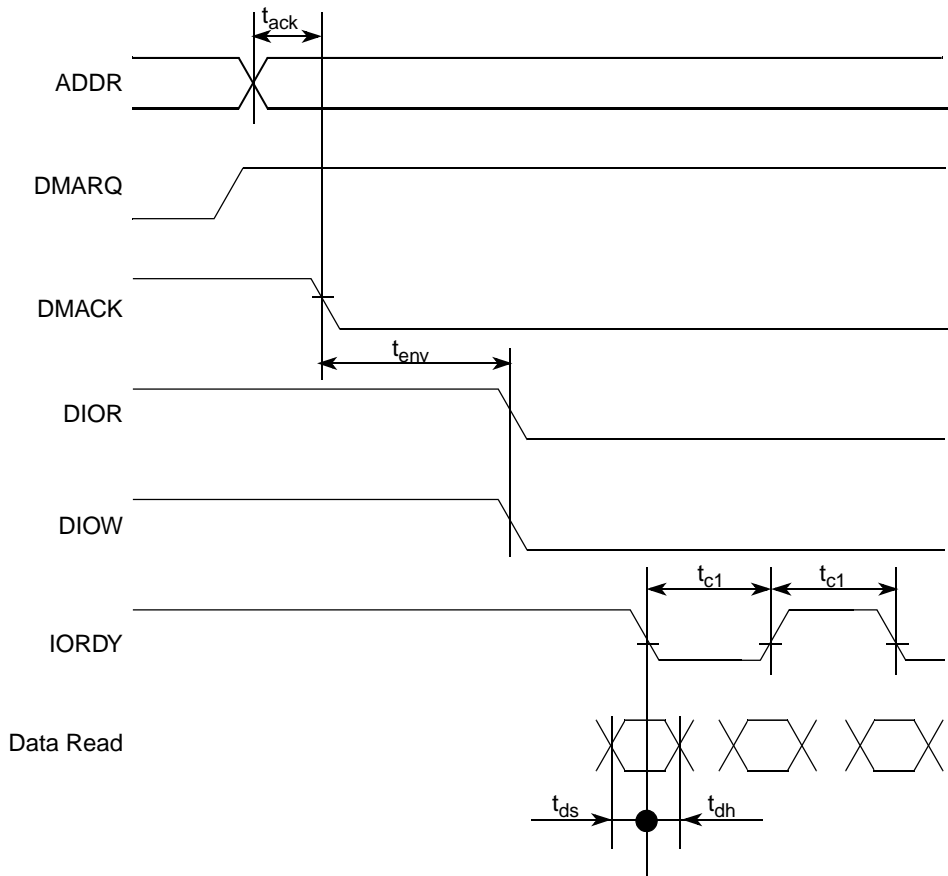 tack
ADDR
DMARQ
DMACK
tenv
DIOR
DIOW
tc1 tc1
IORDY
Data Read
tds tdh